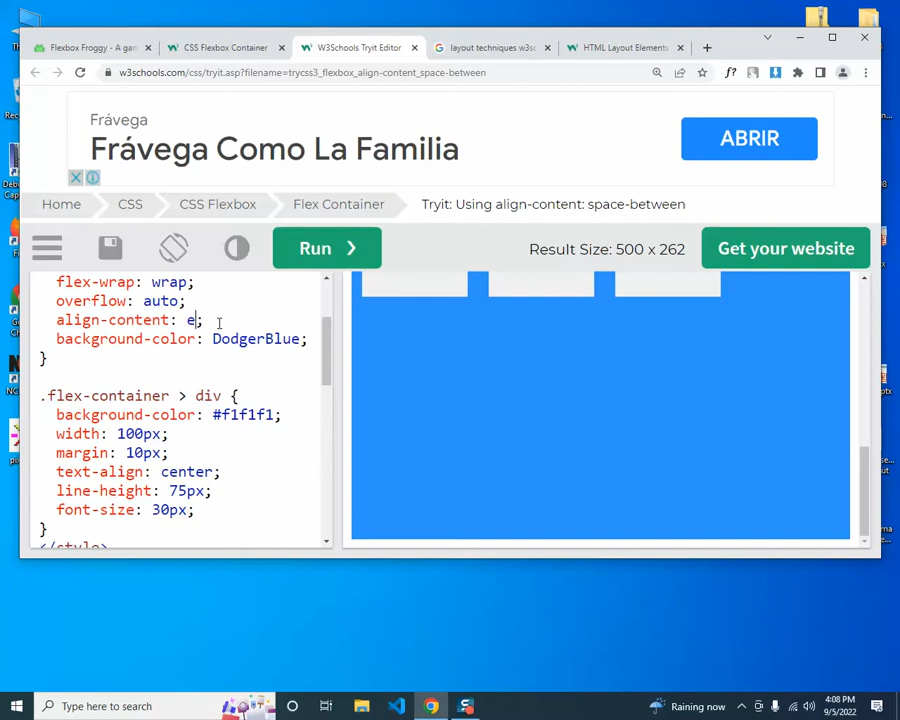 Flexbox Froggy - A gam
CSS Flexbox Container
W3Schools Tryit Editor
layout techniques w3sc
HTML Layout Elements
w3schools.com/css/tryit.asp?filename=trycss3_flexbox_align-content_space-between
f?
Frávega
Frávega Como La Familia
ABRIR
Home
CSS
CSS Flexbox
Flex Container
Tryit: Using align-content: space-between
Run ❯
Result Size: 500 x 262
Get your website
flex-wrap: wrap;
overflow: auto;
align-content: e;
background-color: DodgerBlue;
}
.flex-container > div {
background-color: #f1f1f1;
width: 100px;
margin: 10px;
text-align: center;
line-height: 75px;
font-size: 30px;
}
</style>
Type here to search
Raining now
4:08 PM
9/5/2022